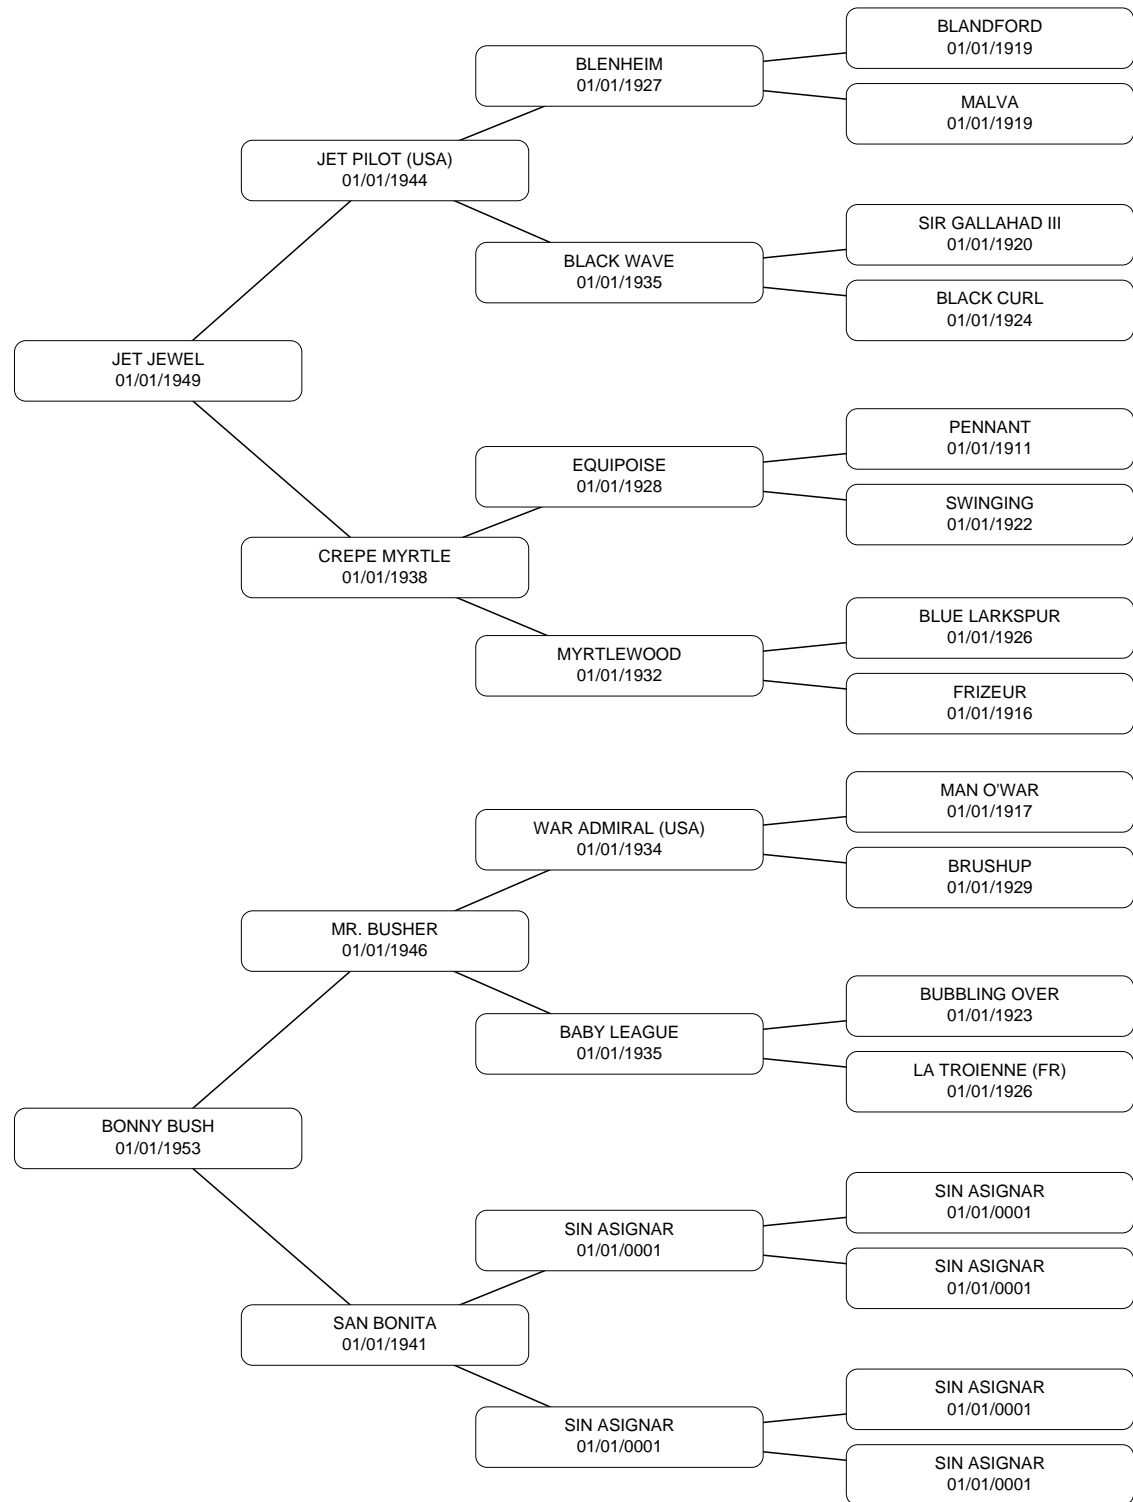 BLANDFORD
01/01/1919
BLENHEIM
01/01/1927
MALVA
01/01/1919
JET PILOT (USA)
01/01/1944
SIR GALLAHAD III
01/01/1920
BLACK WAVE
01/01/1935
BLACK CURL
01/01/1924
JET JEWEL
01/01/1949
PENNANT
01/01/1911
EQUIPOISE
01/01/1928
SWINGING
01/01/1922
CREPE MYRTLE
01/01/1938
BLUE LARKSPUR
01/01/1926
MYRTLEWOOD
01/01/1932
FRIZEUR
01/01/1916
MAN O'WAR
01/01/1917
WAR ADMIRAL (USA)
01/01/1934
BRUSHUP
01/01/1929
MR. BUSHER
01/01/1946
BUBBLING OVER
01/01/1923
BABY LEAGUE
01/01/1935
LA TROIENNE (FR)
01/01/1926
BONNY BUSH
01/01/1953
SIN ASIGNAR
01/01/0001
SIN ASIGNAR
01/01/0001
SIN ASIGNAR
01/01/0001
SAN BONITA
01/01/1941
SIN ASIGNAR
01/01/0001
SIN ASIGNAR
01/01/0001
SIN ASIGNAR
01/01/0001